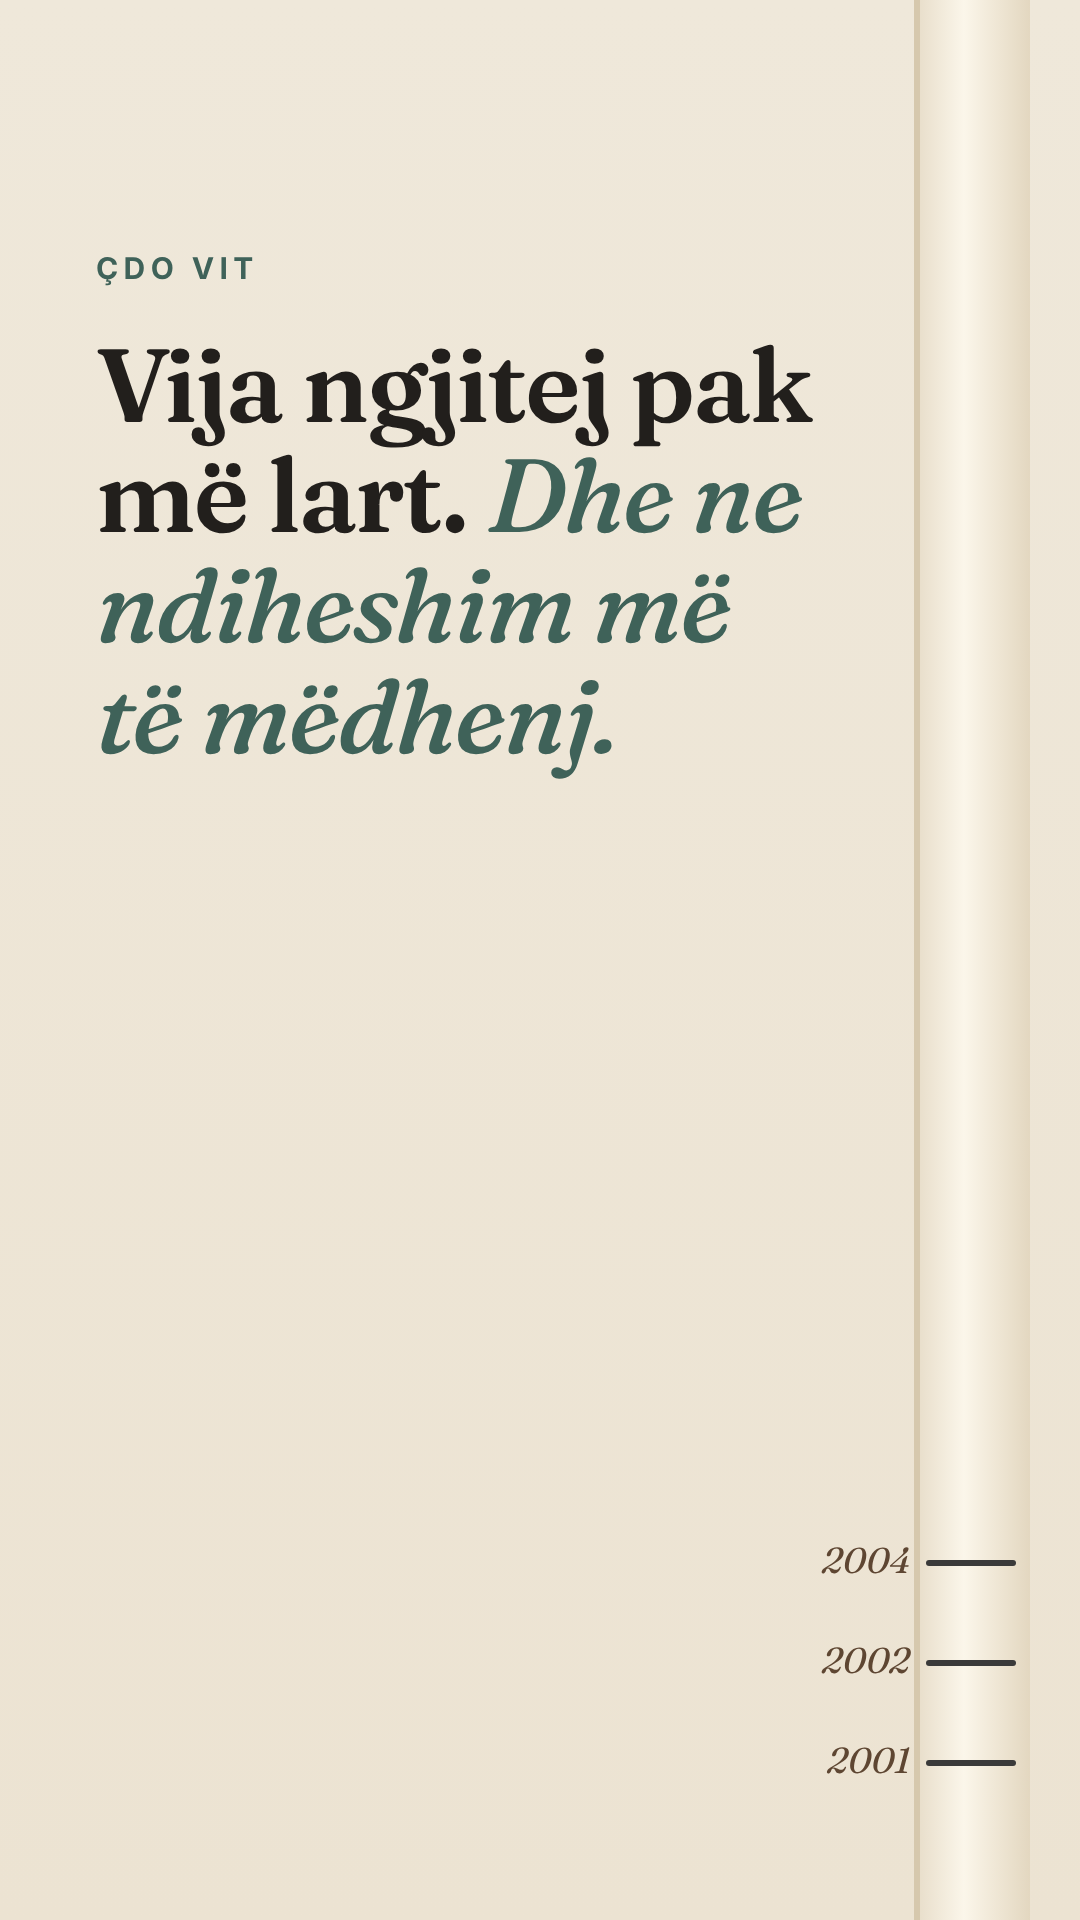 ÇDO VIT
Vija ngjitej pak
më lart. Dhe ne
ndiheshim më
të mëdhenj.
2004
2002
2001